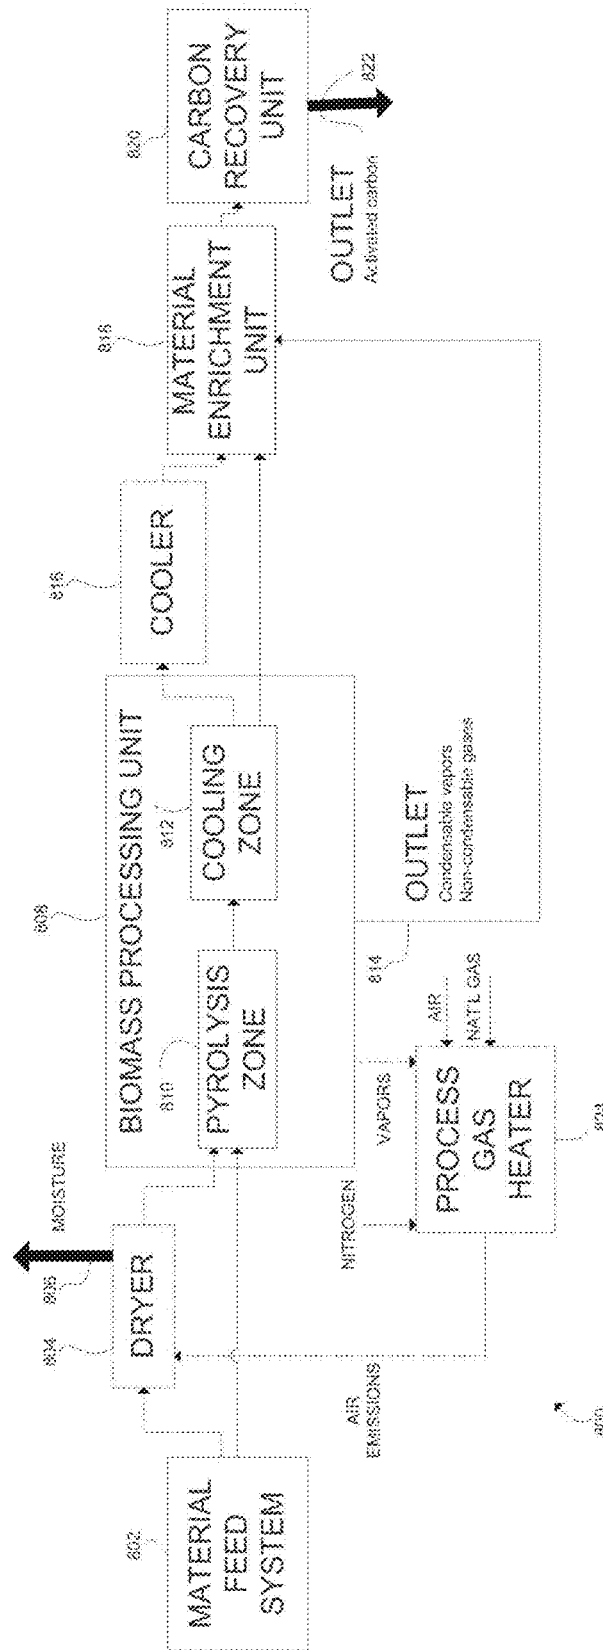 802
MATERIAL
FEED
SYSTEM
804
DRYER
806
MOISTURE
AIR
EMISSIONS
808
BIOMASS PROCESSING UNIT
810
PYROLYSIS
ZONE
812
COOLING
ZONE
NITROGEN
VAPORS
AIR
NAT'L GAS
PROCESS
GAS
HEATER
814
OUTLET
Condensable vapors
Non-condensable gases
816
COOLER
MATERIAL
ENRICHMENT
UNIT
820
CARBON
RECOVERY
UNIT
822
OUTLET
Activated carbon